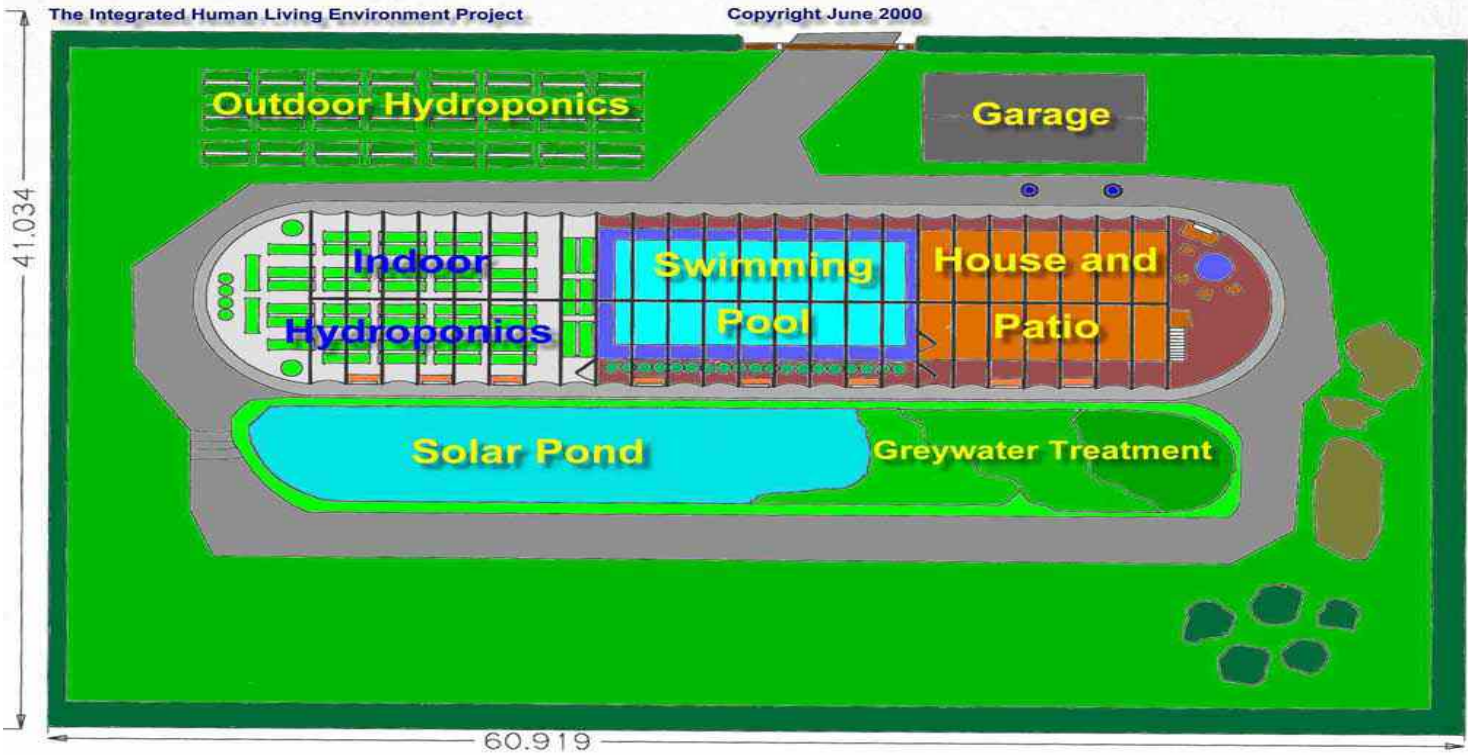 The Integrated Human Living Environment Project
Copyright June 2000
Outdoor Hydroponics
Garage
41.034
Indoor
Hydroponics
Swimming
Pool
House and
Patio
Solar Pond
Greywater Treatment
60.919